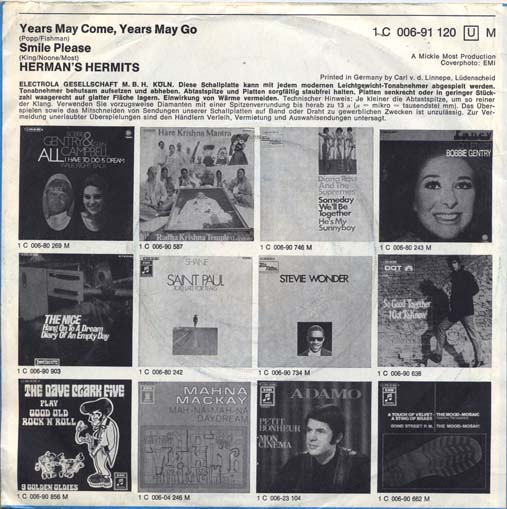 Years May Come, Years May Go
(Popp/Fishman)
Smile Please
(King/Noone/Most)
HERMAN'S HERMITS
1 C 006-91 120 U M
A Mickie Most Production
Coverphoto: EMI
Printed in Germany by Carl v. d. Linnepe, Lüdenscheid
ELECTROLA GESELLSCHAFT M. B. H., KÖLN. Diese Schallplatte kann mit jedem modernen Leichtgewicht-Tonabnehmer abgespielt werden.
Tonabnehmer behutsam aufsetzen und abheben. Abtastspitze und Platten sorgfältig staubfrei halten. Platten senkrecht oder in geringer Stück-
zahl waagerecht auf glatter Fläche lagern. Einwirkung von Wärme vermeiden. Technischer Hinweis: Je kleiner die Abtastspitze, um so reiner
der Klang. Verwenden Sie vorzugsweise Diamanten mit einer Spitzenverrundung bis herab zu 13 µ (µ = mikro = tausendstel mm). Das Über-
spielen sowie das Mitschneiden von Sendungen unserer Schallplatten auf Band oder Draht zu gewerblichen Zwecken ist unzulässig. Zur Ver-
meidung unerlaubter Überspielungen sind den Händlern Verleih, Vermietung und Auswahlsendungen untersagt.
BOBBIE
GENTRY &
GLEN CAMPBELL
ALL I HAVE TO DO IS DREAM
WALK RIGHT BACK
1 C 006-80 269 M
Hare Krishna Mantra
Radha Krishna Temple
1 C 006-90 587
Diana Ross
And The
Supremes
Someday
We'll Be
Together
He's My
Sunnyboy
1 C 006-90 746 M
BOBBIE GENTRY
1 C 006-80 243 M
THE NICE
Hang On To A Dream
Diary Of An Empty Day
1 C 006-90 903
SHANE
SAINT PAUL
1 C 006-80 242
STEVIE WONDER
1 C 006-90 734 M
So Good Together
I Got To Know
1 C 006-90 638
THE DAVE CLARK FIVE
PLAY
GOOD OLD
ROCK N ROLL
9 GOLDEN OLDIES
1 C 006-90 856 M
MAHNA
MACKAY
MAH-NA-MAH-NA
DAYDREAM
1 C 006-04 246 M
ADAMO
PETIT
BONHEUR
MON
CINEMA
1 C 006-23 104
A TOUCH OF VELVET-
A STING OF BRASS
THE MOOD-MOSAIC
BOND STREET P. M.
THE MOOD-MOSAIC
1 C 006-90 662 M